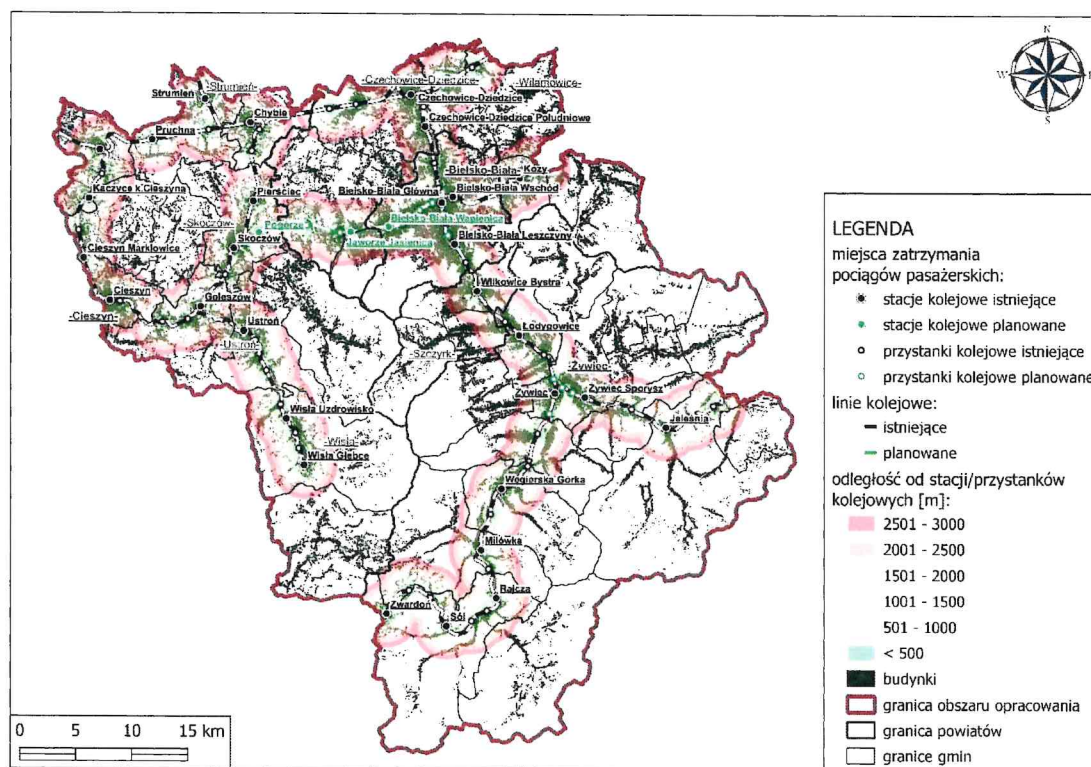 N
W
S
-Czechowice-Dziedzice-
-Strumień-
-Wilamowice-
Strumień
Czechowice-Dziedzice
Chybie
Czechowice-Dziedzice Południowe
Pruchna
-Bielsko-Biała-
Kozy
Kaczyce k.Cieszyna
Pierściec
Bielsko-Biała Główna
Bielsko-Biała Wschód
-Skoczów-
Pogórze
Bielsko-Biała Wapienica
Skoczów
Jaworze Jasienica
Bielsko-Biała Leszczyny
Cieszyn Marklowice
Wilkowice Bystra
Cieszyn
Goleszów
-Cieszyn-
Ustroń
-Ustroń-
Łodygowice
-Szczyrk-
-Żywiec-
Żywiec
Żywiec Sporysz
Wisła Uzdrowisko
Jeleśnia
-Wisła-
Wisła Głębce
Węgierska Górka
Milówka
Rajcza
Zwardoń
Sól
0 5 10 15 km
LEGENDA
miejsca zatrzymania
pociągów pasażerskich:
stacje kolejowe istniejące
stacje kolejowe planowane
przystanki kolejowe istniejące
przystanki kolejowe planowane
linie kolejowe:
istniejące
planowane
odległość od stacji/przystanków
kolejowych [m]:
2501 - 3000
2001 - 2500
1501 - 2000
1001 - 1500
501 - 1000
< 500
budynki
granica obszaru opracowania
granica powiatów
granice gmin